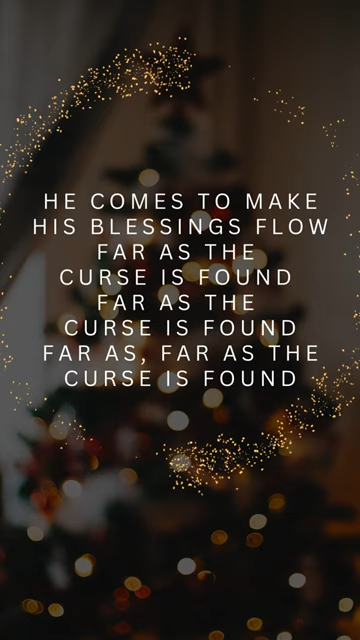 HE COMES TO MAKE
HIS BLESSINGS FLOW
FAR AS THE
CURSE IS FOUND
FAR AS THE
CURSE IS FOUND
FAR AS, FAR AS THE
CURSE IS FOUND